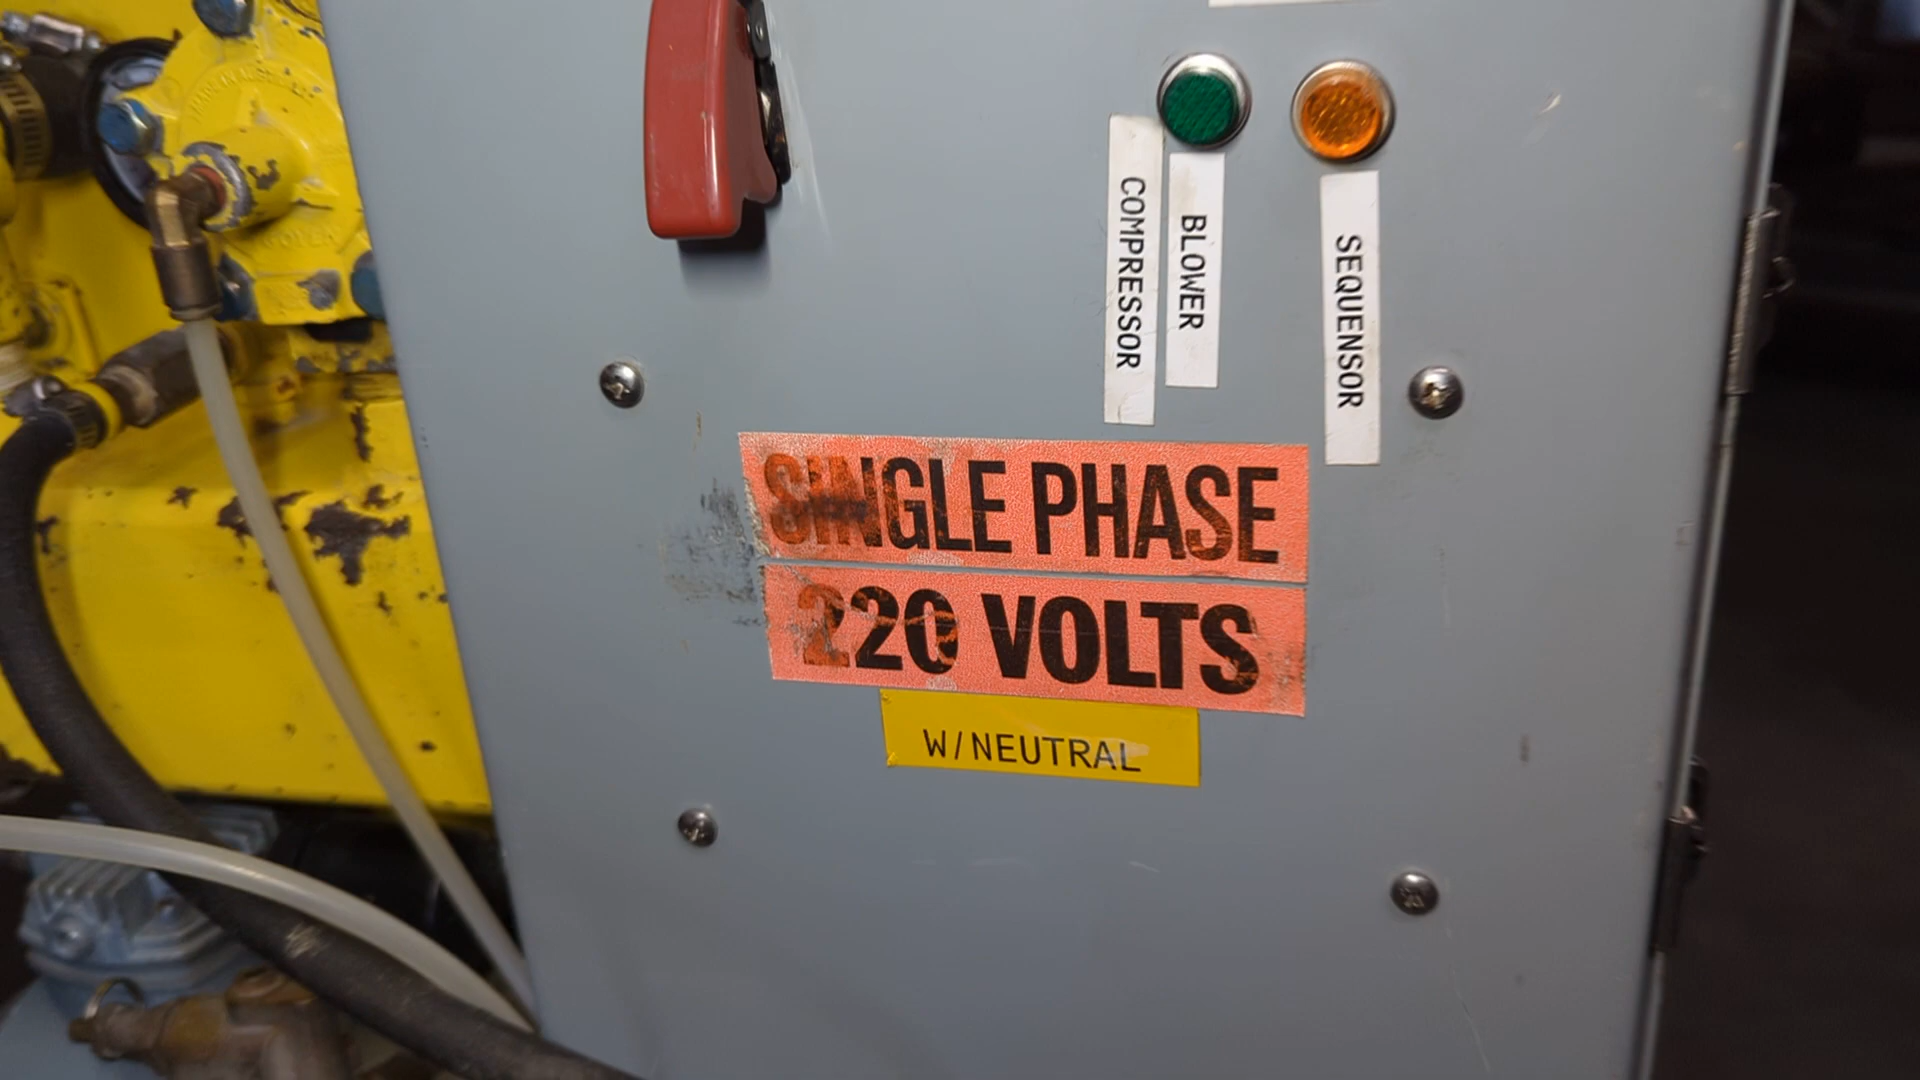 COMPRESSOR
BLOWER
SEQUENSOR
SINGLE PHASE
220 VOLTS
W/NEUTRAL